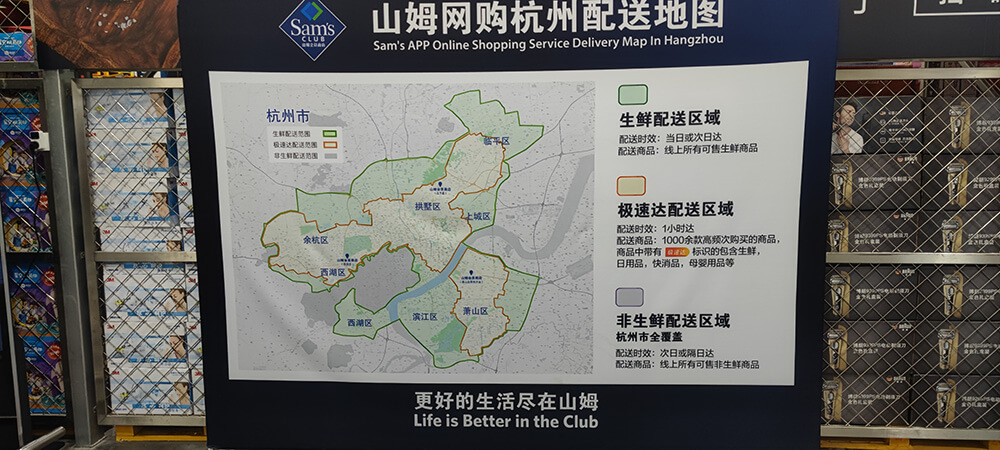 Sam's
CLUB
山姆会员商店
山姆网购杭州配送地图
Sam's APP Online Shopping Service Delivery Map In Hangzhou
杭州市
生鲜配送范围
极速达配送范围
非生鲜配送范围
临平区
拱墅区
上城区
余杭区
西湖区
西湖区
滨江区
萧山区
生鲜配送区域
配送时效：当日或次日达
配送商品：线上所有可售生鲜商品
极速达配送区域
配送时效：1小时达
配送商品：1000余款高频次购买的商品，
商品中带有 极速达 标识的包含生鲜，
日用品，快消品，母婴用品等
非生鲜配送区域
杭州市全覆盖
配送时效：次日或隔日达
配送商品：线上所有可售非生鲜商品
更好的生活尽在山姆
Life is Better in the Club